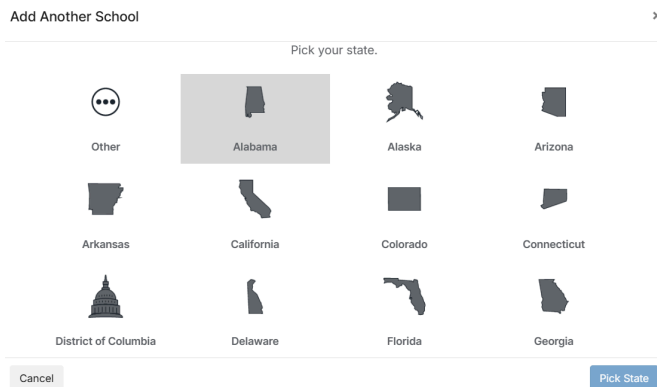 Add Another School
Pick your state.
Other
Alabama
Alaska
Arizona
Arkansas
California
Colorado
Connecticut
District of Columbia
Delaware
Florida
Georgia
Cancel
Pick State